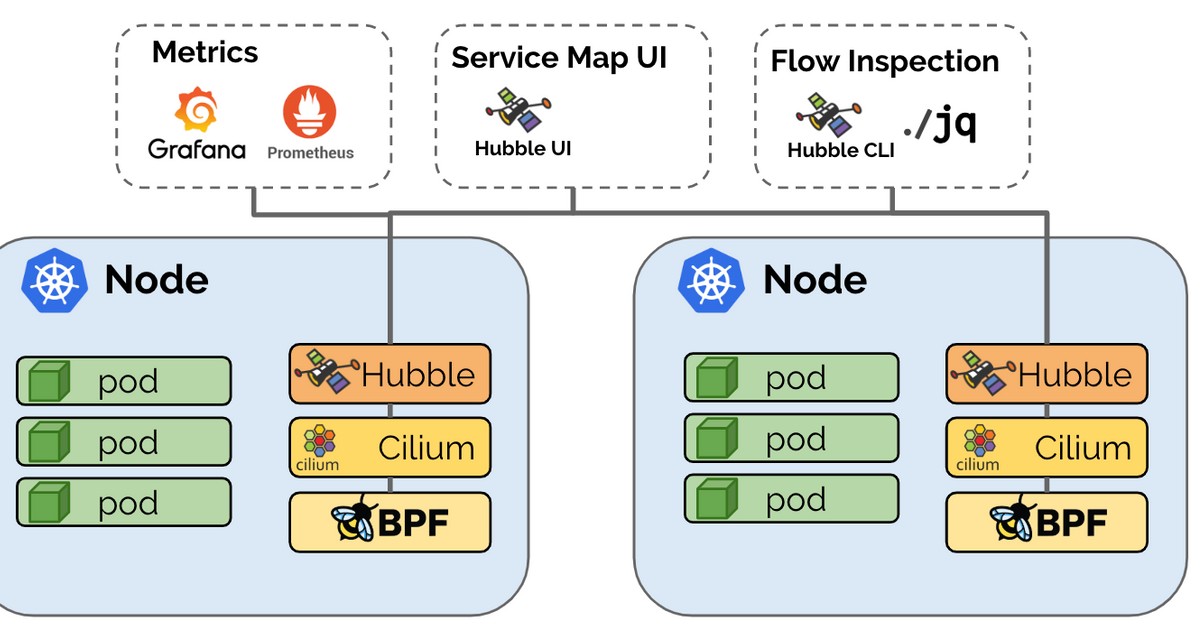 Metrics
Grafana
Prometheus
Service Map UI
Hubble UI
Flow Inspection
Hubble CLI
./jq
Node
pod
pod
pod
Hubble
cilium
Cilium
BPF
Node
pod
pod
pod
Hubble
cilium
Cilium
BPF